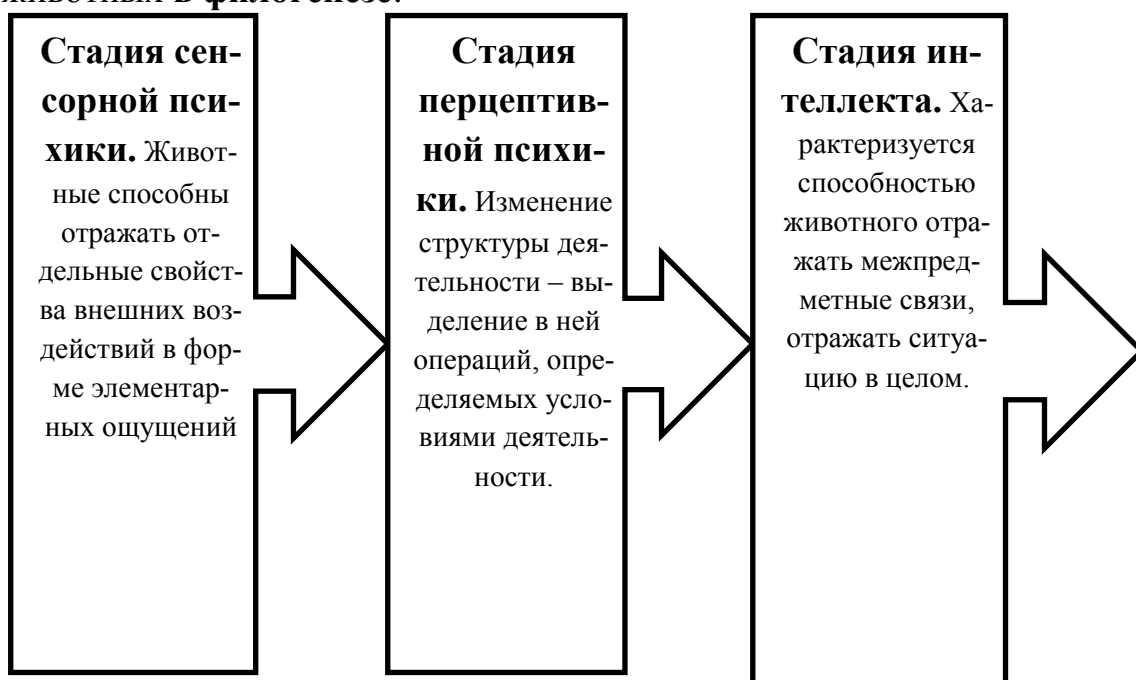 животных в филогенезе.
Стадия сен-
сорной пси-
хики. Живот-
ные способны
отражать от-
дельные свойст-
ва внешних воз-
действий в фор-
ме элементар-
ных ощущений
Стадия
перцептив-
ной психи-
ки. Изменение
структуры дея-
тельности – вы-
деление в ней
операций, опре-
деляемых усло-
виями деятель-
ности.
Стадия ин-
теллекта. Ха-
рактеризуется
способностью
животного отра-
жать межпред-
метные связи,
отражать ситуа-
цию в целом.